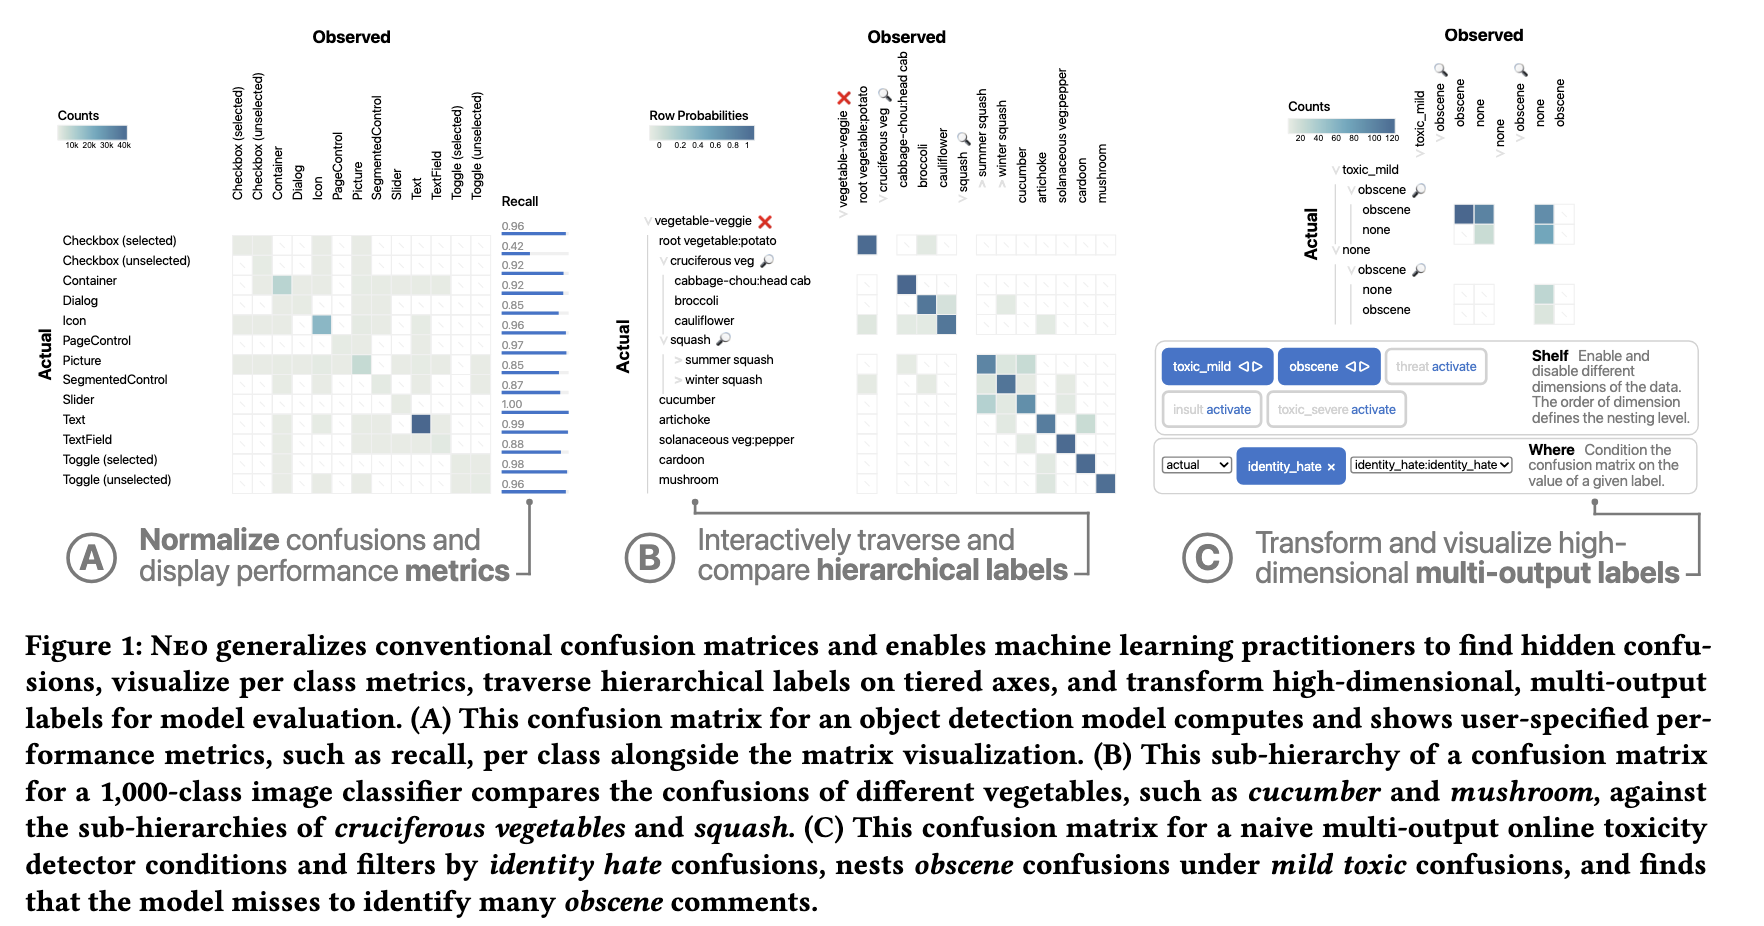 Observed
Counts
10k 20k 30k 40k
Checkbox (selected)
Checkbox (unselected)
Container
Dialog
Icon
PageControl
Picture
SegmentedControl
Slider
Text
TextField
Toggle (selected)
Toggle (unselected)
Recall
Actual
Checkbox (selected) 0.96
Checkbox (unselected) 0.42
Container 0.92
Dialog 0.92
Icon 0.85
PageControl 0.96
Picture 0.97
SegmentedControl 0.85
Slider 0.87
Text 1.00
TextField 0.99
Toggle (selected) 0.88
Toggle (unselected) 0.98
0.96
A
Normalize confusions and
display performance metrics
Observed
Row Probabilities
0 0.2 0.4 0.6 0.8 1
vegetable-veggie ❌
root vegetable:potato
cruciferous veg 🔍
cabbage-chou:head cab
broccoli
cauliflower
squash 🔍
> summer squash
> winter squash
cucumber
artichoke
solanaceous veg:pepper
cardoon
mushroom
Actual
vegetable-veggie ❌
root vegetable:potato
cruciferous veg 🔎
cabbage-chou:head cab
broccoli
cauliflower
squash 🔎
> summer squash
> winter squash
cucumber
artichoke
solanaceous veg:pepper
cardoon
mushroom
B
Interactively traverse and
compare hierarchical labels
Observed
Counts
20 40 60 80 100 120
toxic_mild
obscene 🔍
obscene
none
none
obscene 🔍
none
obscene
Actual
toxic_mild
obscene 🔎
obscene
none
none
obscene 🔎
none
obscene
toxic_mild ◁ ▷
obscene ◁ ▷
threat activate
insult activate
toxic_severe activate
Shelf Enable and
disable different
dimensions of the data.
The order of dimension
defines the nesting level.
actual
identity_hate ×
identity_hate:identity_hate
Where Condition the
confusion matrix on the
value of a given label.
C
Transform and visualize high-
dimensional multi-output labels
Figure 1: NEO generalizes conventional confusion matrices and enables machine learning practitioners to find hidden confu-
sions, visualize per class metrics, traverse hierarchical labels on tiered axes, and transform high-dimensional, multi-output
labels for model evaluation. (A) This confusion matrix for an object detection model computes and shows user-specified per-
formance metrics, such as recall, per class alongside the matrix visualization. (B) This sub-hierarchy of a confusion matrix
for a 1,000-class image classifier compares the confusions of different vegetables, such as cucumber and mushroom, against
the sub-hierarchies of cruciferous vegetables and squash. (C) This confusion matrix for a naive multi-output online toxicity
detector conditions and filters by identity hate confusions, nests obscene confusions under mild toxic confusions, and finds
that the model misses to identify many obscene comments.